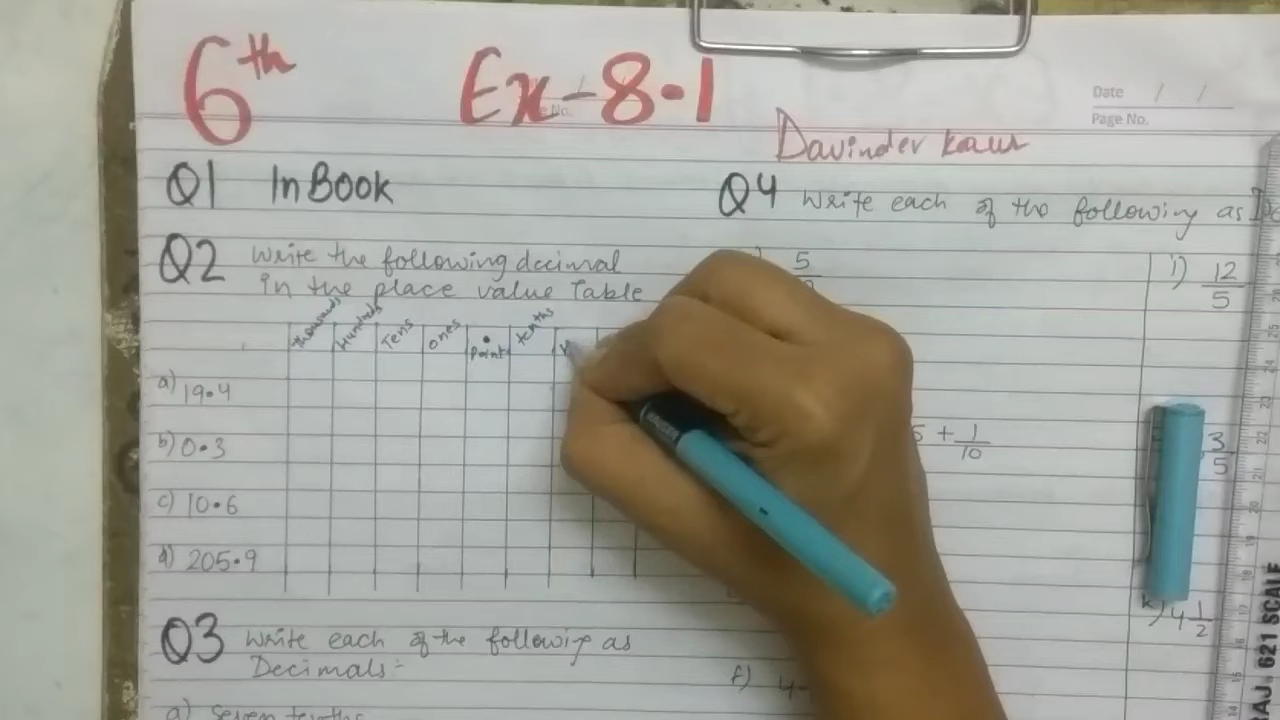 6th Ex-8.1
Date / /
Page No.
Davinder kaur
Q1 In Book
Q2 Write the following decimal
in the place value Table
thousands Hundreds Tens ones • Point tenths
a) 19.4
b) 0.3
c) 10.6
d) 205.9
Q3 Write each of the following as
Decimals:-
a) Seven tenths
Q4 Write each of the following as
5
i) 12/5
+ 1/10
3/5
k) 4 1/2
f) 4-
RAJ. 621 SCALE